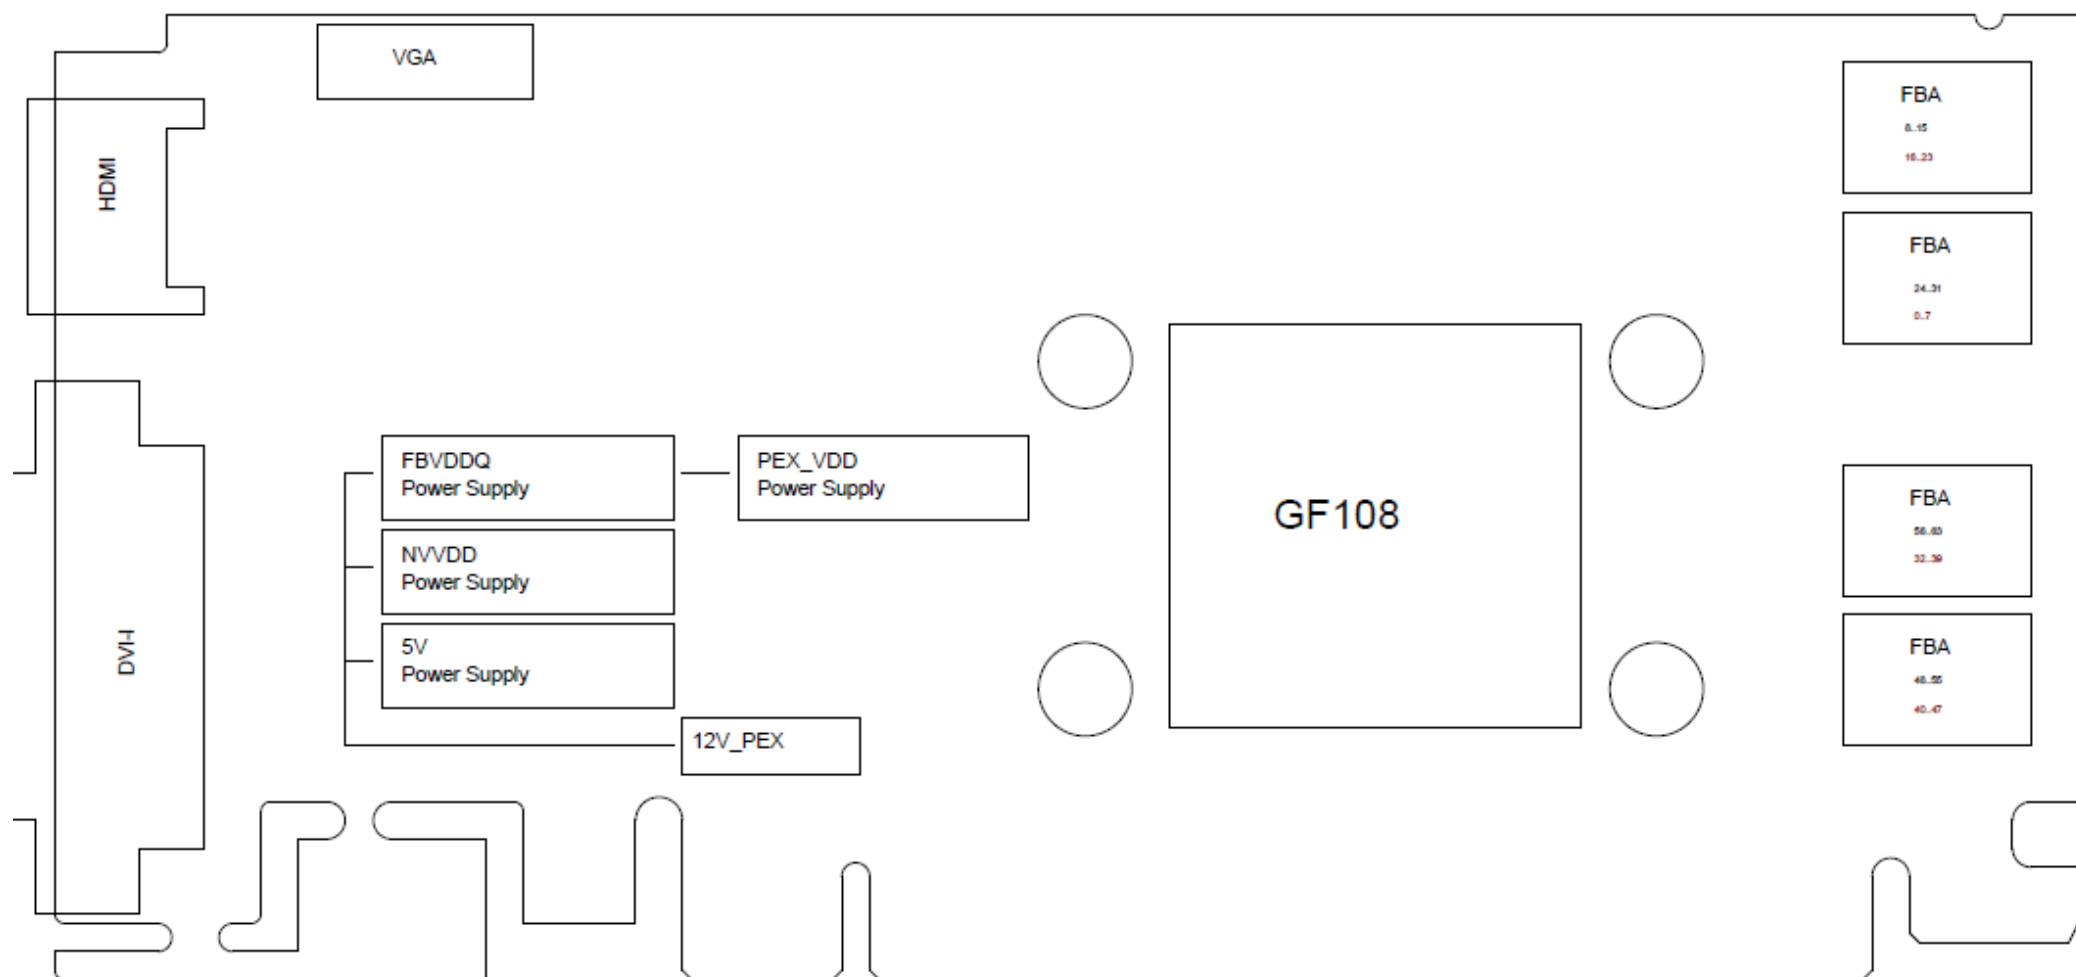 VGA
HDMI
FBA
8..15
16..23
FBA
24..31
0..7
FBVDDQ
Power Supply
PEX_VDD
Power Supply
GF108
FBA
56..63
32..39
NVVDD
Power Supply
5V
Power Supply
DVI-I
FBA
48..55
40..47
12V_PEX